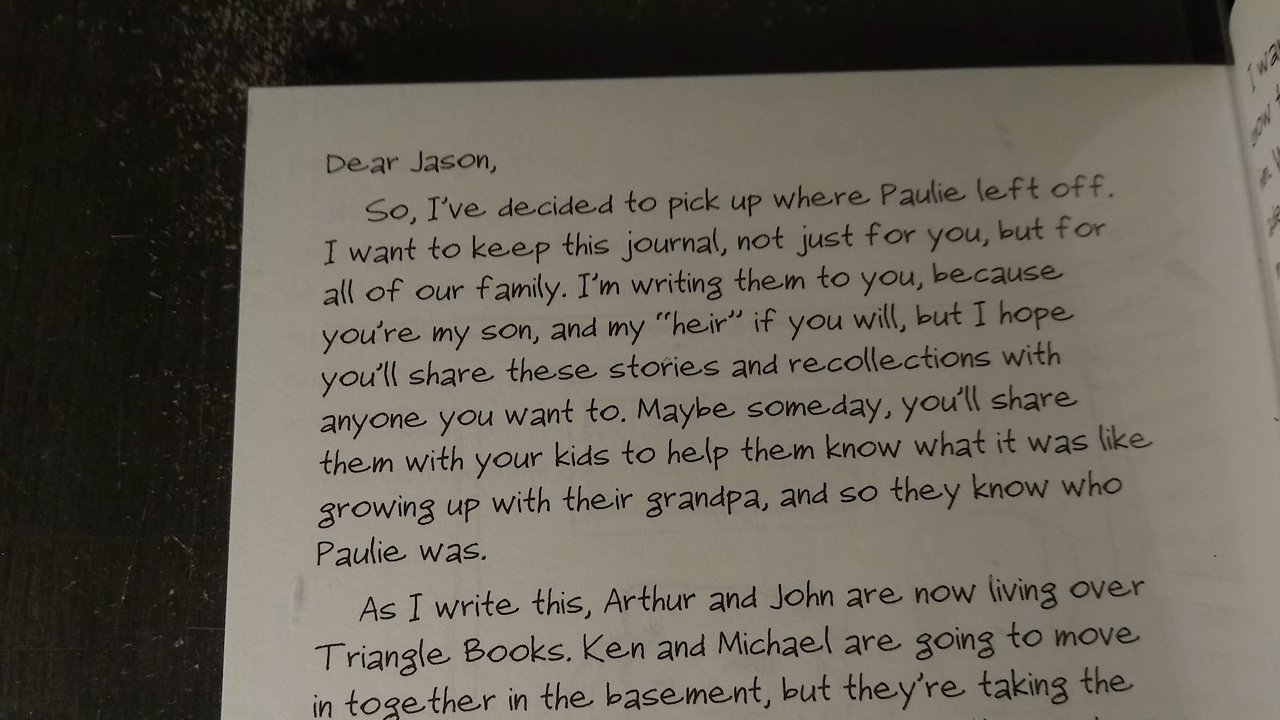 Dear Jason,
So, I've decided to pick up where Paulie left off.
I want to keep this journal, not just for you, but for
all of our family. I'm writing them to you, because
you're my son, and my "heir" if you will, but I hope
you'll share these stories and recollections with
anyone you want to. Maybe someday, you'll share
them with your kids to help them know what it was like
growing up with their grandpa, and so they know who
Paulie was.
As I write this, Arthur and John are now living over
Triangle Books. Ken and Michael are going to move
in together in the basement, but they're taking the